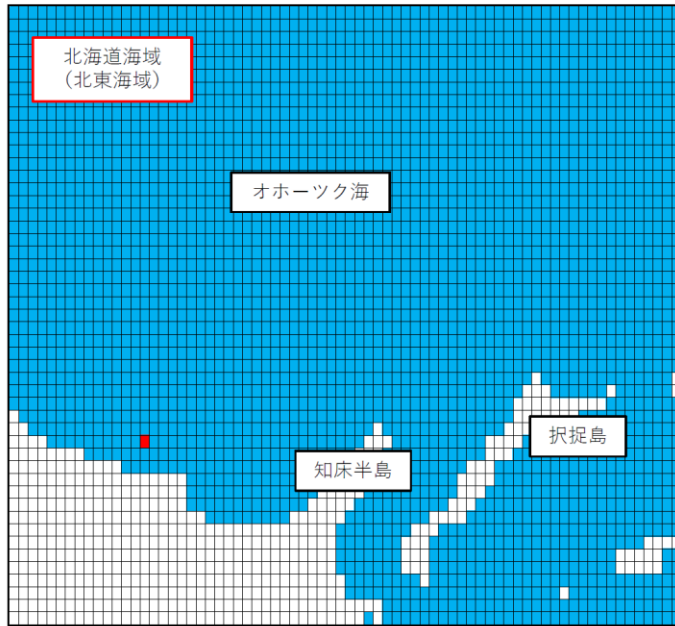 北海道海域
（北東海域）
オホーツク海
択捉島
知床半島